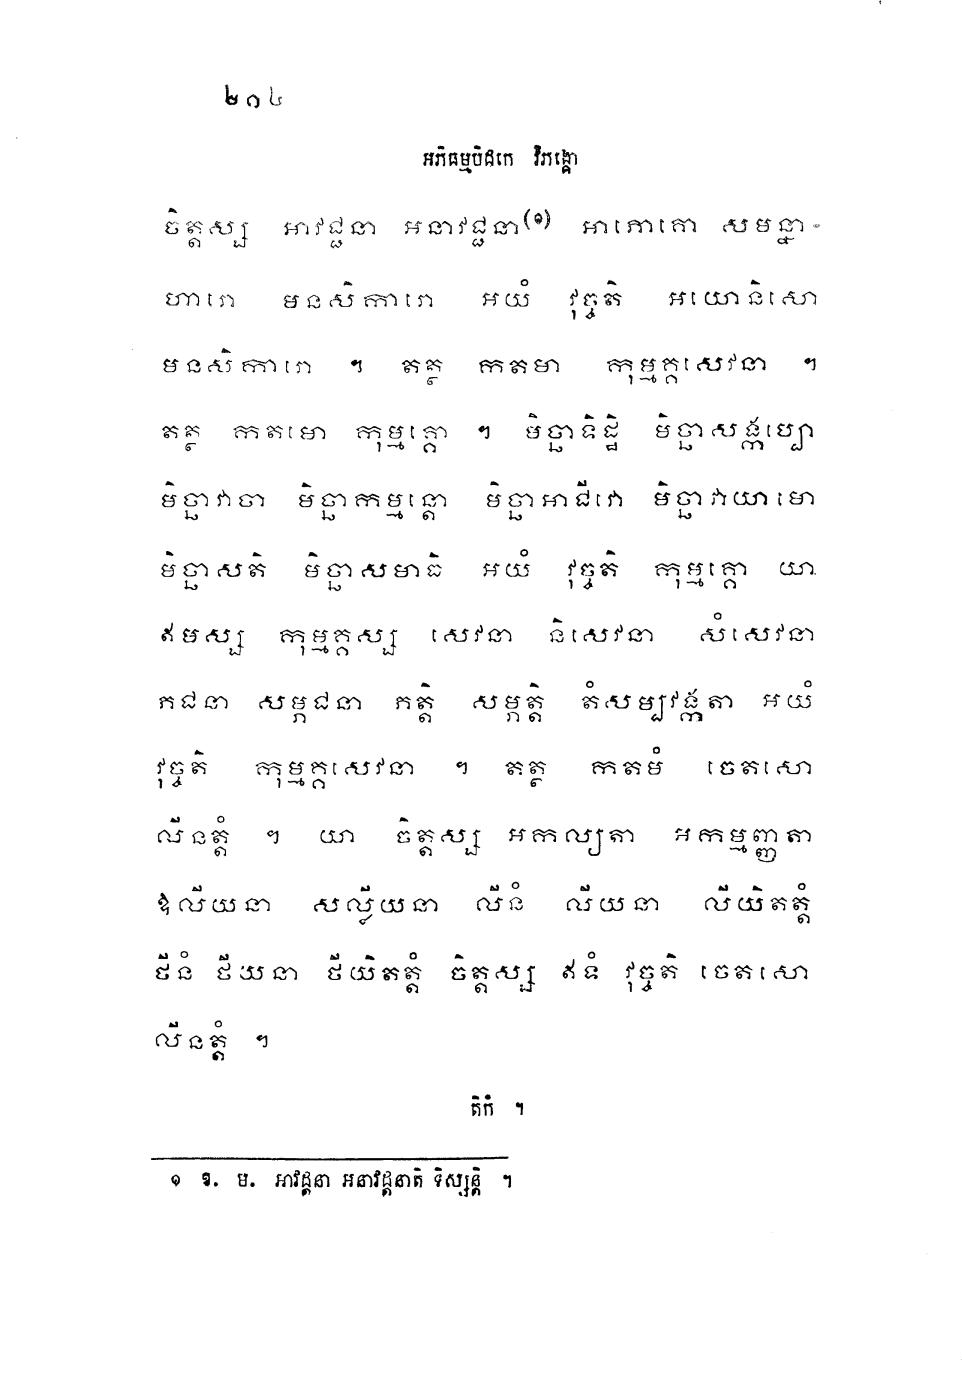 ២១៤
អភិធម្មបិដកេ វិភង្គោ
ចិត្តស្ស អាវជ្ជនា អនាវជ្ជនា(១) អាភោគោ សមន្នា-
ហារោ មនសិការោ អយំ វុច្ចតិ អយោនិសោ
មនសិការោ ។ តត្ថ កតមា កុម្មគ្គសេវនា ។
តត្ថ កតមោ កុម្មគ្គោ ។ មិច្ឆាទិដ្ឋិ មិច្ឆាសង្កប្បោ
មិច្ឆាវាចា មិច្ឆាកម្មន្តោ មិច្ឆាអាជីវោ មិច្ឆាវាយាមោ
មិច្ឆាសតិ មិច្ឆាសមាធិ អយំ វុច្ចតិ កុម្មគ្គោ យា
ឥមស្ស កុម្មគ្គស្ស សេវនា និសេវនា សំសេវនា
ភជនា សម្ភជនា ភត្តិ សម្ភត្តិ តំសម្បវង្កតា អយំ
វុច្ចតិ កុម្មគ្គសេវនា ។ តត្ថ កតមំ ចេតសោ
លីនត្តំ ។ យា ចិត្តស្ស អកល្យតា អកម្មញ្ញតា
ឱលីយនា សល្លីយនា លីនំ លីយនា លីយិតត្តំ
ថីនំ ថីយនា ថីយិតត្តំ ចិត្តស្ស ឥទំ វុច្ចតិ ចេតសោ
លីនត្តំ ។
តិកំ ។
១ ឱ. ម. អាវដ្ដនា អនាវដ្ដនាតិ ទិស្សន្តិ ។